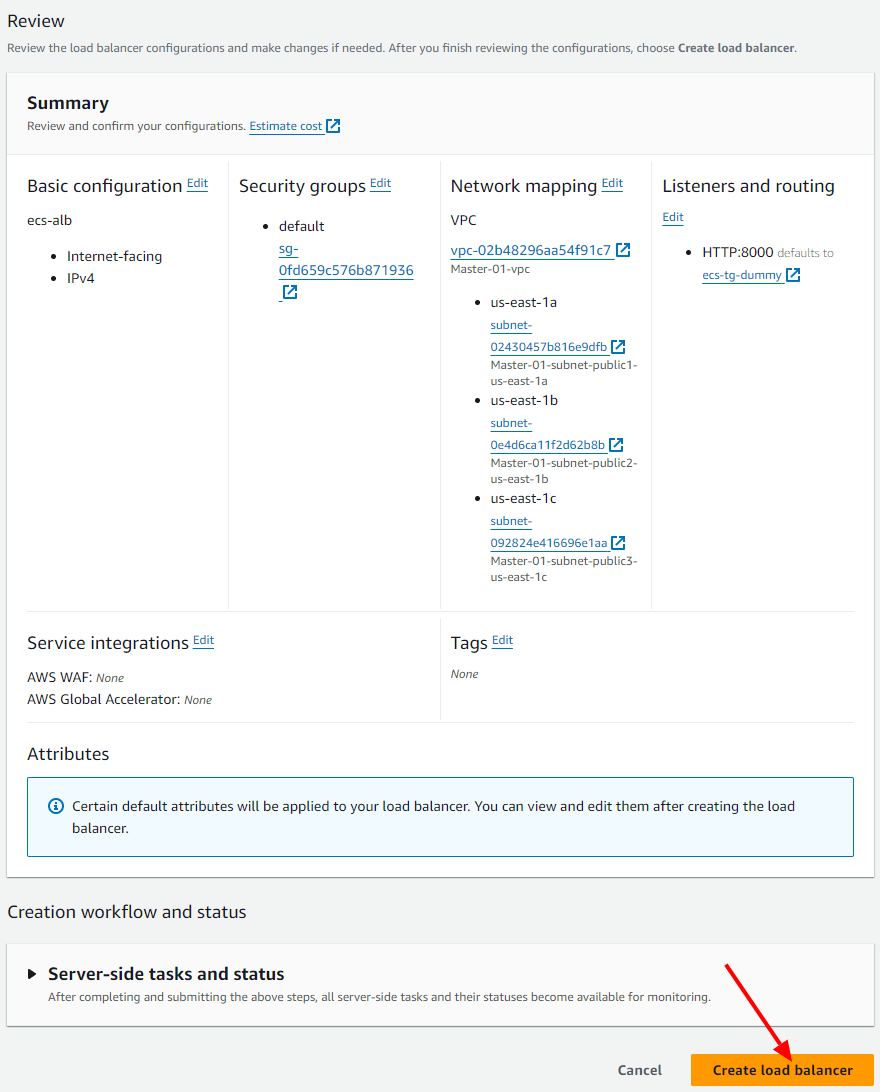 Review
Review the load balancer configurations and make changes if needed. After you finish reviewing the configurations, choose Create load balancer.
Summary
Review and confirm your configurations. Estimate cost
Basic configuration Edit
ecs-alb
Internet-facing
IPv4
Security groups Edit
default
sg-
0fd659c576b871936
Network mapping Edit
VPC
vpc-02b48296aa54f91c7
Master-01-vpc
us-east-1a
subnet-
02430457b816e9dfb
Master-01-subnet-public1-
us-east-1a
us-east-1b
subnet-
0e4d6ca11f2d62b8b
Master-01-subnet-public2-
us-east-1b
us-east-1c
subnet-
092824e416696e1aa
Master-01-subnet-public3-
us-east-1c
Listeners and routing
Edit
HTTP:8000 defaults to
ecs-tg-dummy
Service integrations Edit
AWS WAF: None
AWS Global Accelerator: None
Tags Edit
None
Attributes
Certain default attributes will be applied to your load balancer. You can view and edit them after creating the load
balancer.
Creation workflow and status
Server-side tasks and status
After completing and submitting the above steps, all server-side tasks and their statuses become available for monitoring.
Cancel
Create load balancer